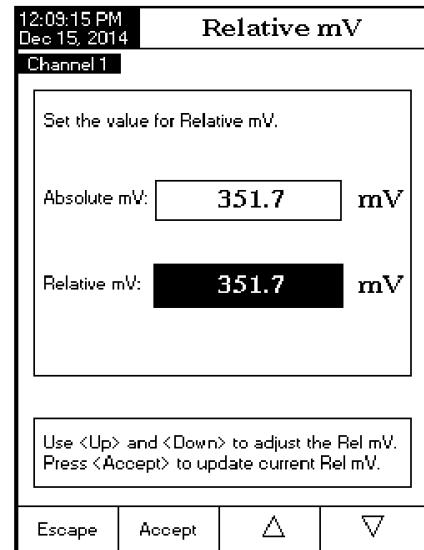 12:09:15 PM
Dec 15, 2014
Relative mV
Channel 1
Set the value for Relative mV.
Absolute mV: 351.7 mV
Relative mV: 351.7 mV
Use <Up> and <Down> to adjust the Rel mV.
Press <Accept> to update current Rel mV.
Escape Accept △ ▽